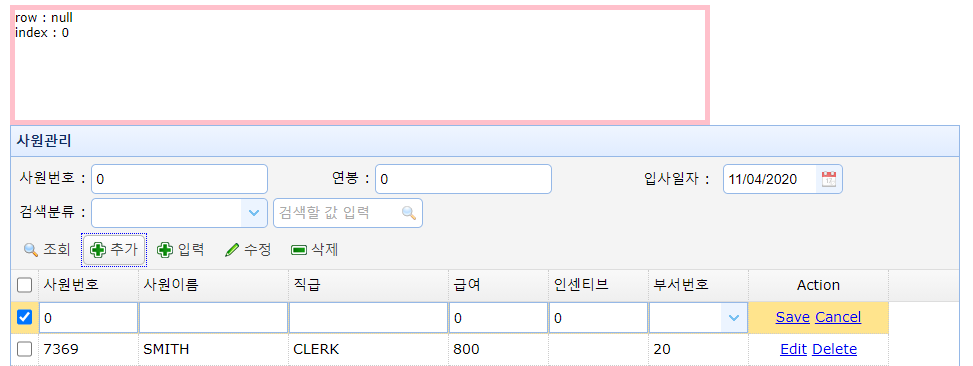 row : null
index : 0
사원관리
사원번호 : 0 연봉 : 0 입사일자 : 11/04/2020
검색분류 : 검색할 값 입력
조회 추가 입력 수정 삭제
사원번호 사원이름 직급 급여 인센티브 부서번호 Action
0 0 0 Save Cancel
7369 SMITH CLERK 800 20 Edit Delete